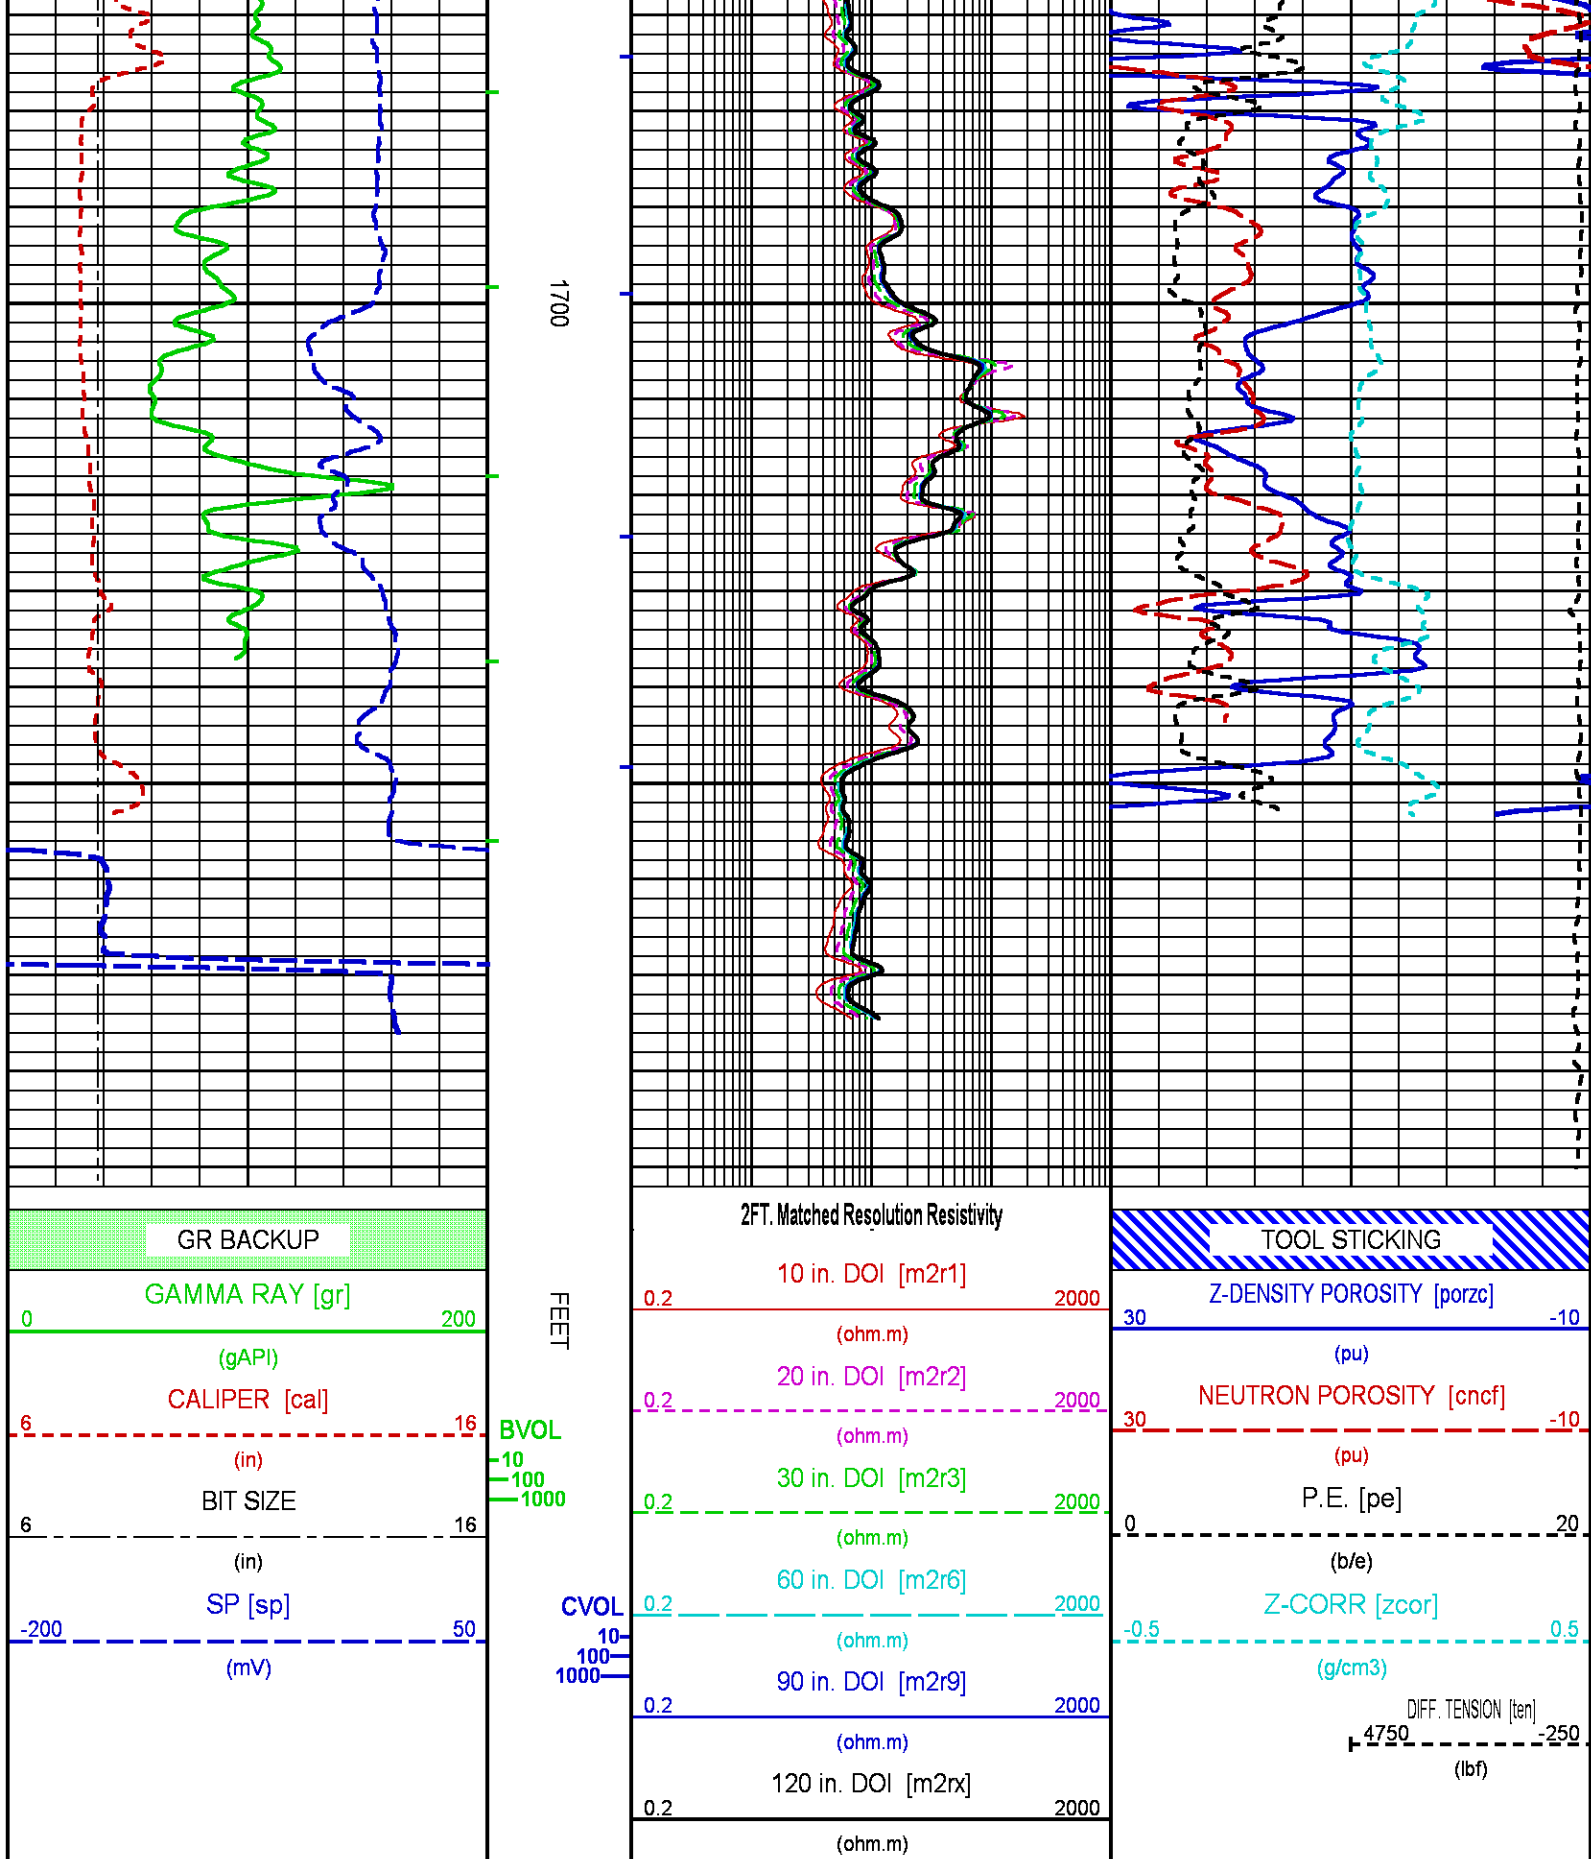 1700
FEET
GR BACKUP
GAMMA RAY [gr]
0 200
(gAPI)
CALIPER [cal]
6 16
(in)
BIT SIZE
6 16
(in)
SP [sp]
-200 50
(mV)
BVOL
10
100
1000
CVOL
10
100
1000
2FT. Matched Resolution Resistivity
10 in. DOI [m2r1]
0.2 2000
(ohm.m)
20 in. DOI [m2r2]
0.2 2000
(ohm.m)
30 in. DOI [m2r3]
0.2 2000
(ohm.m)
60 in. DOI [m2r6]
0.2 2000
(ohm.m)
90 in. DOI [m2r9]
0.2 2000
(ohm.m)
120 in. DOI [m2rx]
0.2 2000
(ohm.m)
TOOL STICKING
Z-DENSITY POROSITY [porzc]
30 -10
(pu)
NEUTRON POROSITY [cncf]
30 -10
(pu)
P.E. [pe]
0 20
(b/e)
Z-CORR [zcor]
-0.5 0.5
(g/cm3)
DIFF. TENSION [ten]
4750 -250
(lbf)